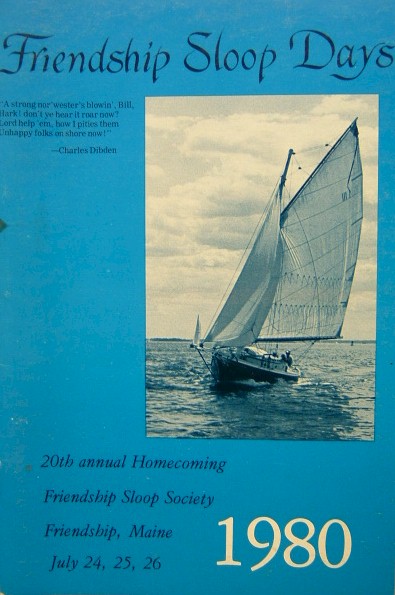 Friendship Sloop Days
"A strong nor'wester's blowin', Bill,
Hark! don't ye hear it roar now?
Lord help 'em, how I pities them
Unhappy folks on shore now!"
—Charles Dibden
20th annual Homecoming
Friendship Sloop Society
Friendship, Maine
July 24, 25, 26
1980